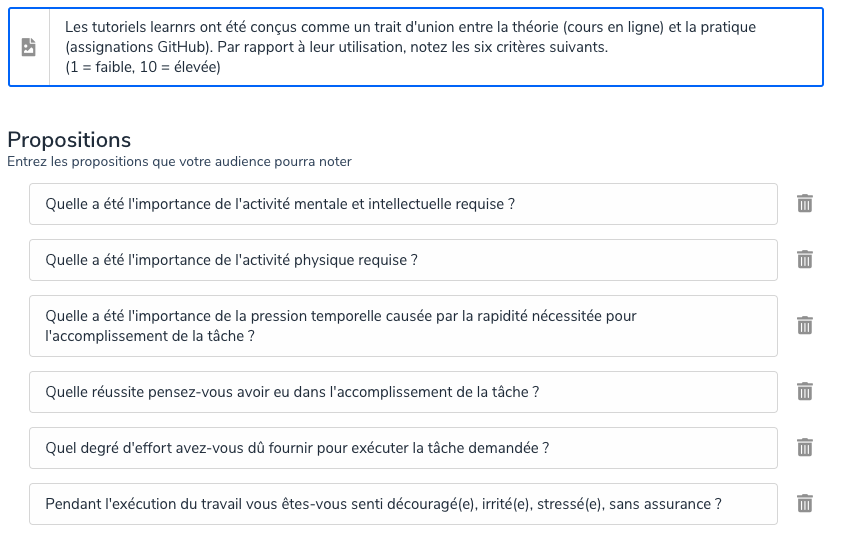 Les tutoriels learnrs ont été conçus comme un trait d'union entre la théorie (cours en ligne) et la pratique
(assignations GitHub). Par rapport à leur utilisation, notez les six critères suivants.
(1 = faible, 10 = élevée)
Propositions
Entrez les propositions que votre audience pourra noter
Quelle a été l'importance de l'activité mentale et intellectuelle requise ?
Quelle a été l'importance de l'activité physique requise ?
Quelle a été l'importance de la pression temporelle causée par la rapidité nécessitée pour
l'accomplissement de la tâche ?
Quelle réussite pensez-vous avoir eu dans l'accomplissement de la tâche ?
Quel degré d'effort avez-vous dû fournir pour exécuter la tâche demandée ?
Pendant l'exécution du travail vous êtes-vous senti découragé(e), irrité(e), stressé(e), sans assurance ?